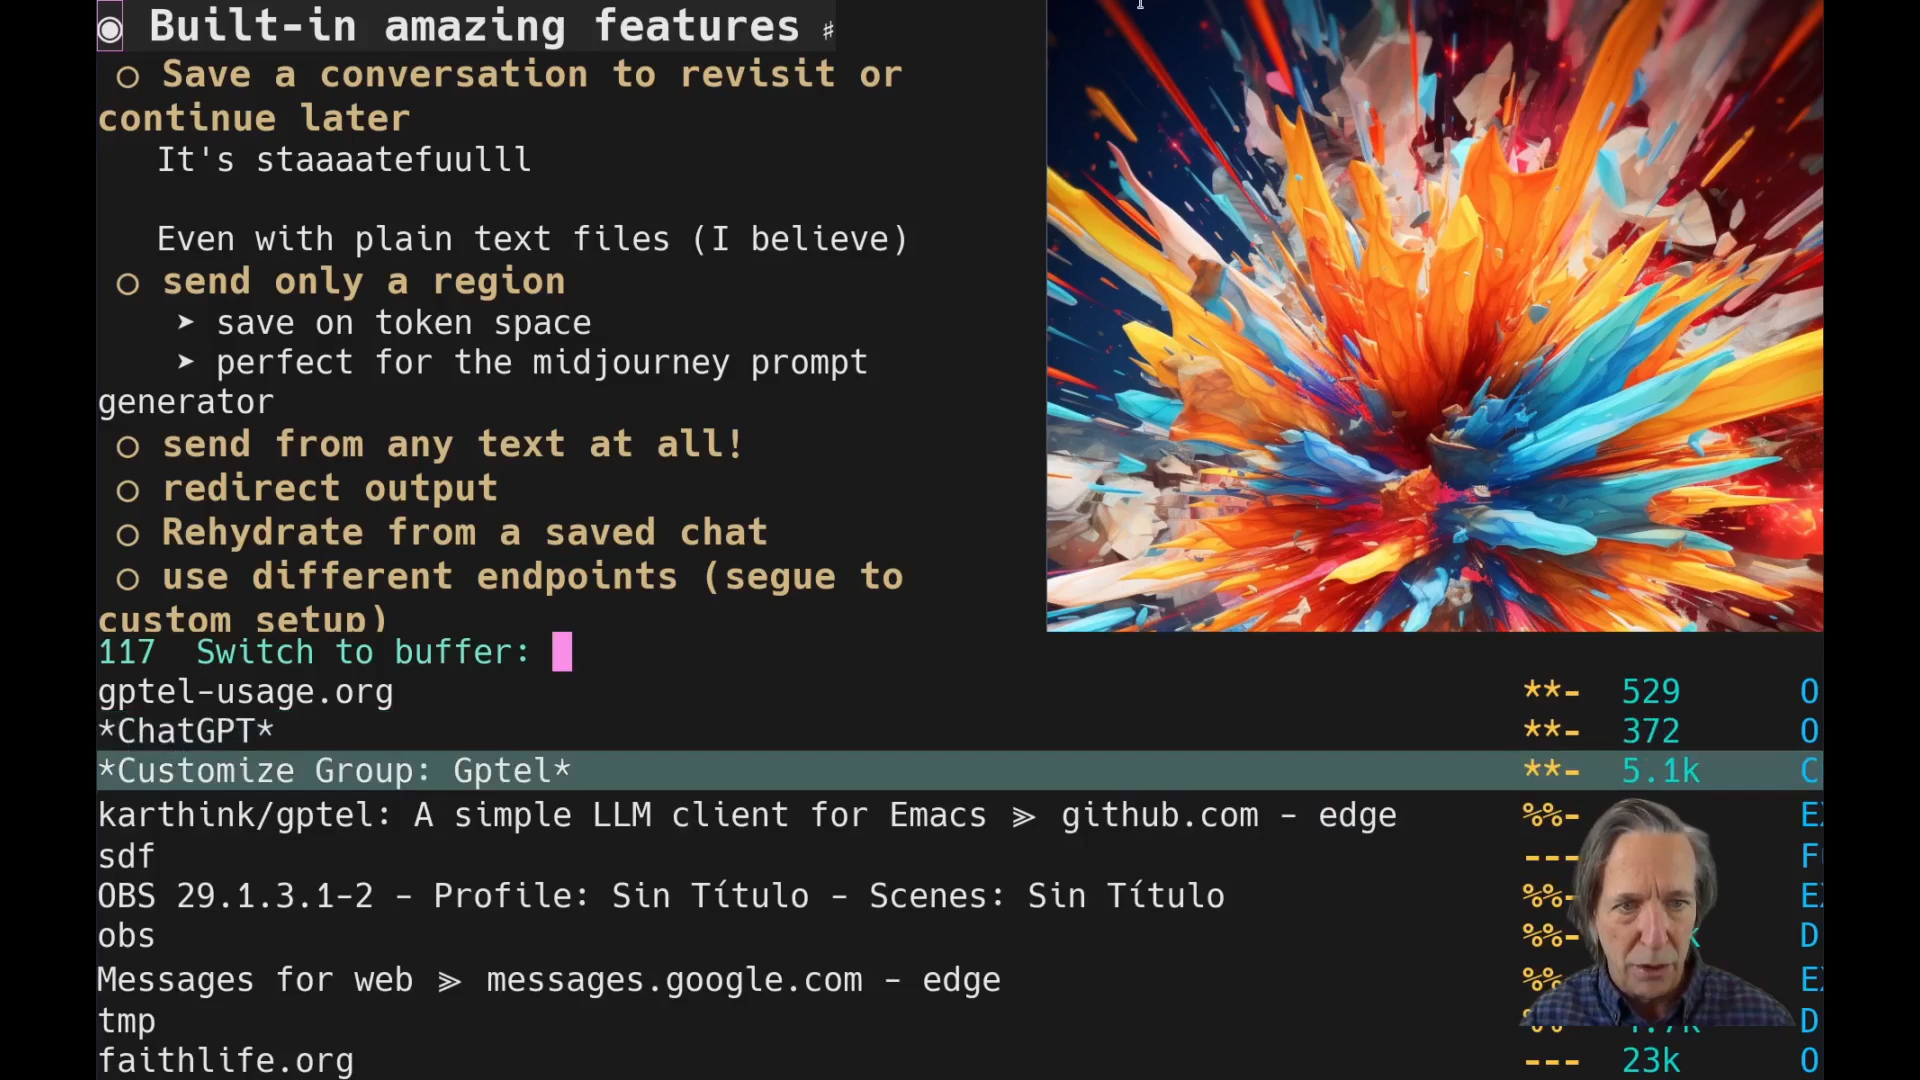 ◉ Built-in amazing features ♯
○ Save a conversation to revisit or
continue later
It's staaaatefuulll
Even with plain text files (I believe)
○ send only a region
➤ save on token space
➤ perfect for the midjourney prompt
generator
○ send from any text at all!
○ redirect output
○ Rehydrate from a saved chat
○ use different endpoints (segue to
custom setup)
117 Switch to buffer:
gptel-usage.org **- 529 O
*ChatGPT* **- 372 O
*Customize Group: Gptel* **- 5.1k C
karthink/gptel: A simple LLM client for Emacs ⪢ github.com - edge %%-
sdf ---
OBS 29.1.3.1-2 - Profile: Sin Título - Scenes: Sin Título %%-
obs %%- D
Messages for web ⪢ messages.google.com - edge %%-
tmp D
faithlife.org --- 23k O